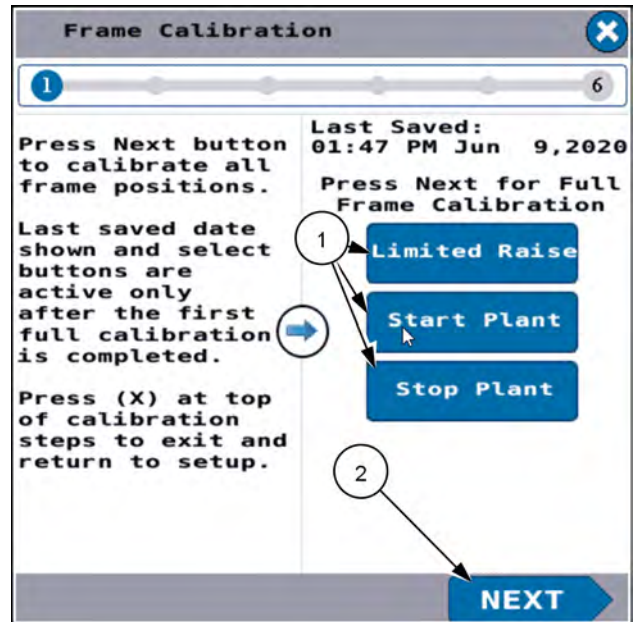 Frame Calibration
1
6
Press Next button
to calibrate all
frame positions.
Last saved date
shown and select
buttons are
active only
after the first
full calibration
is completed.
Press (X) at top
of calibration
steps to exit and
return to setup.
Last Saved:
01:47 PM Jun 9,2020
Press Next for Full
Frame Calibration
1
Limited Raise
Start Plant
Stop Plant
2
NEXT